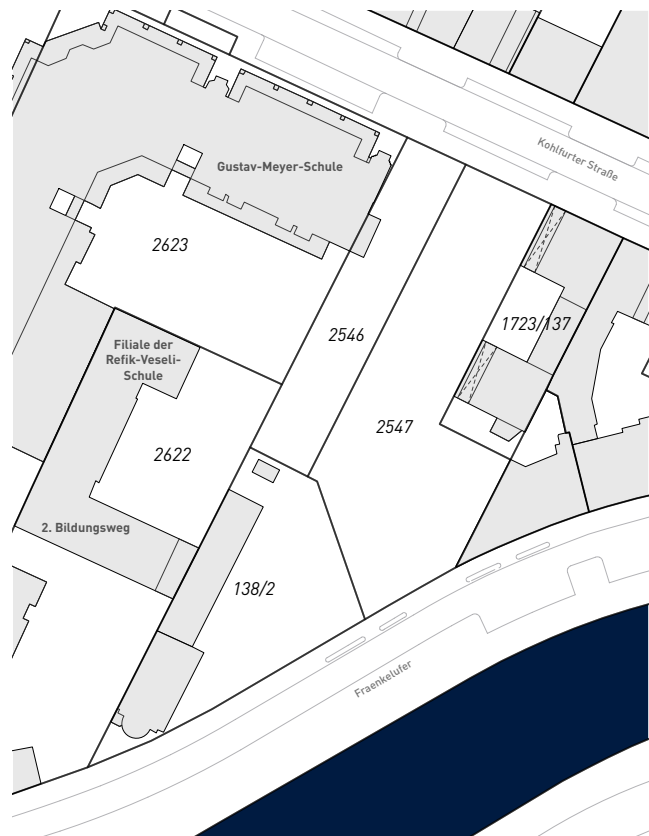 Kohlfurter Straße
Gustav-Meyer-Schule
2623
2546
1723/137
Filiale der
Refik-Veseli-
Schule
2547
2622
2. Bildungsweg
138/2
Fraenkelufer